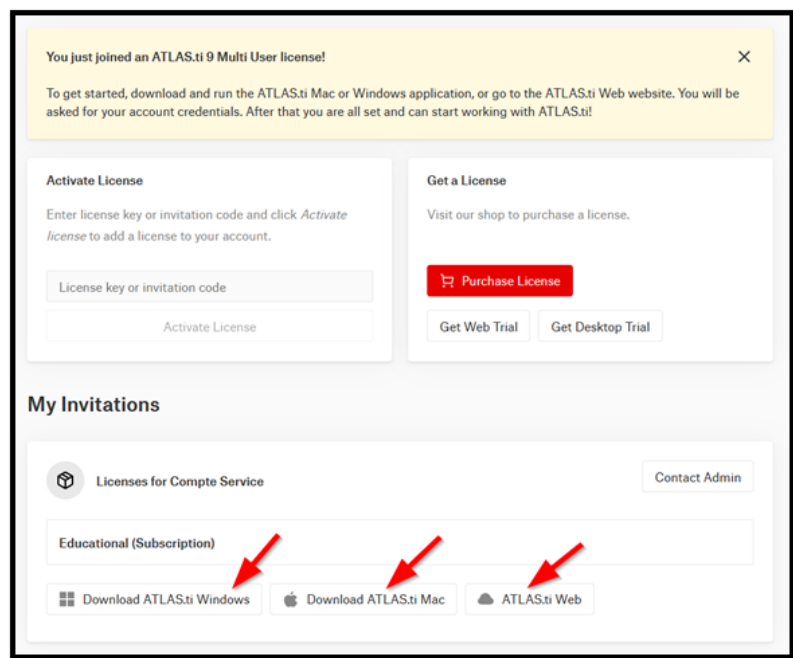 You just joined an ATLAS.ti 9 Multi User license!
To get started, download and run the ATLAS.ti Mac or Windows application, or go to the ATLAS.ti Web website. You will be
asked for your account credentials. After that you are all set and can start working with ATLAS.ti!
Activate License
Enter license key or invitation code and click Activate
license to add a license to your account.
License key or invitation code
Activate License
Get a License
Visit our shop to purchase a license.
Purchase License
Get Web Trial
Get Desktop Trial
My Invitations
Licenses for Compte Service
Contact Admin
Educational (Subscription)
Download ATLAS.ti Windows
Download ATLAS.ti Mac
ATLAS.ti Web